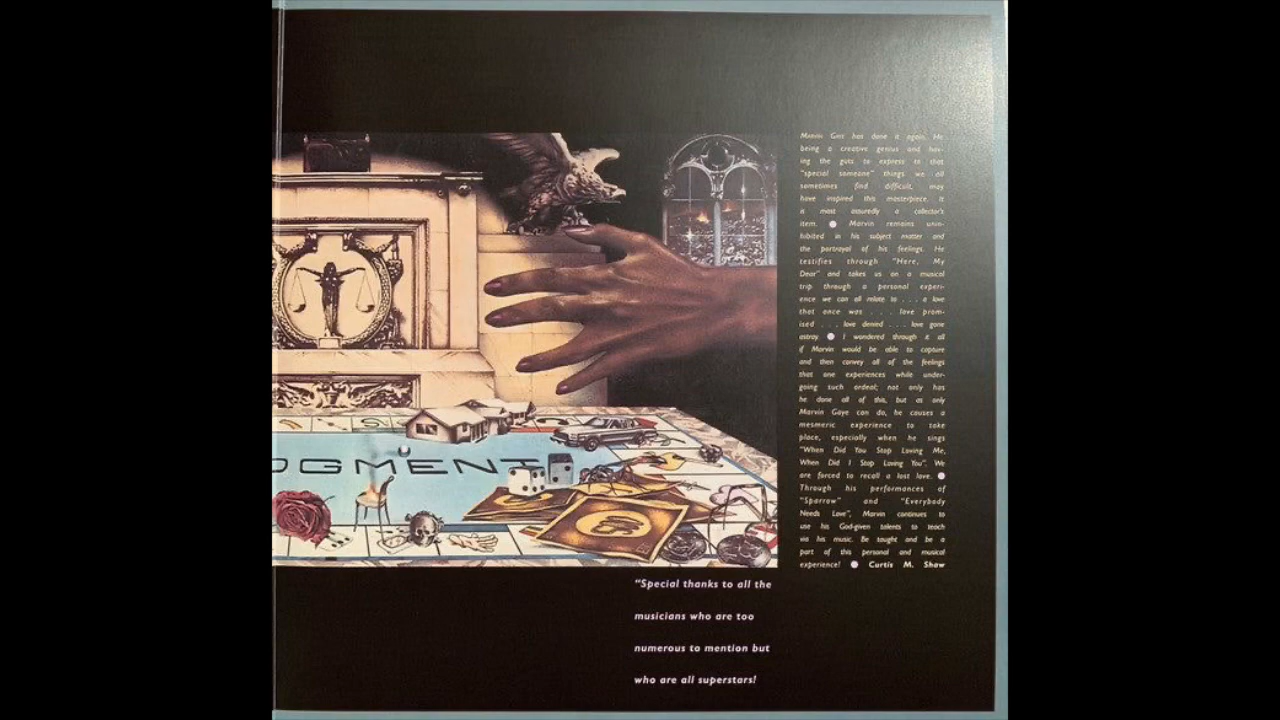 Marvin Gaye has done it again. He
being a creative genius and hav-
ing the guts to express to that
"special someone" things we all
sometimes find difficult, may
have inspired this masterpiece. It
is most assuredly a collector's
item. ● Marvin remains unin-
hibited in his subject matter and
the portrayal of his feelings. He
testifies through "Here, My
Dear" and takes us on a musical
trip through a personal experi-
ence we can all relate to . . . a love
that once was . . . love prom-
ised . . . love denied . . . love gone
astray. ● I wondered through it all
if Marvin would be able to capture
and then convey all of the feelings
that one experiences while under-
going such ordeal; not only has
he done all of this, but as only
Marvin Gaye can do, he causes a
mesmeric experience to take
place, especially when he sings
"When Did You Stop Loving Me,
When Did I Stop Loving You". We
are forced to recall a lost love. ●
Through his performances of
"Sparrow" and "Everybody
Needs Love", Marvin continues to
use his God-given talents to teach
via his music. Be taught and be a
part of this personal and musical
experience! ● Curtis M. Shaw
OGMENT
"Special thanks to all the
musicians who are too
numerous to mention but
who are all superstars!